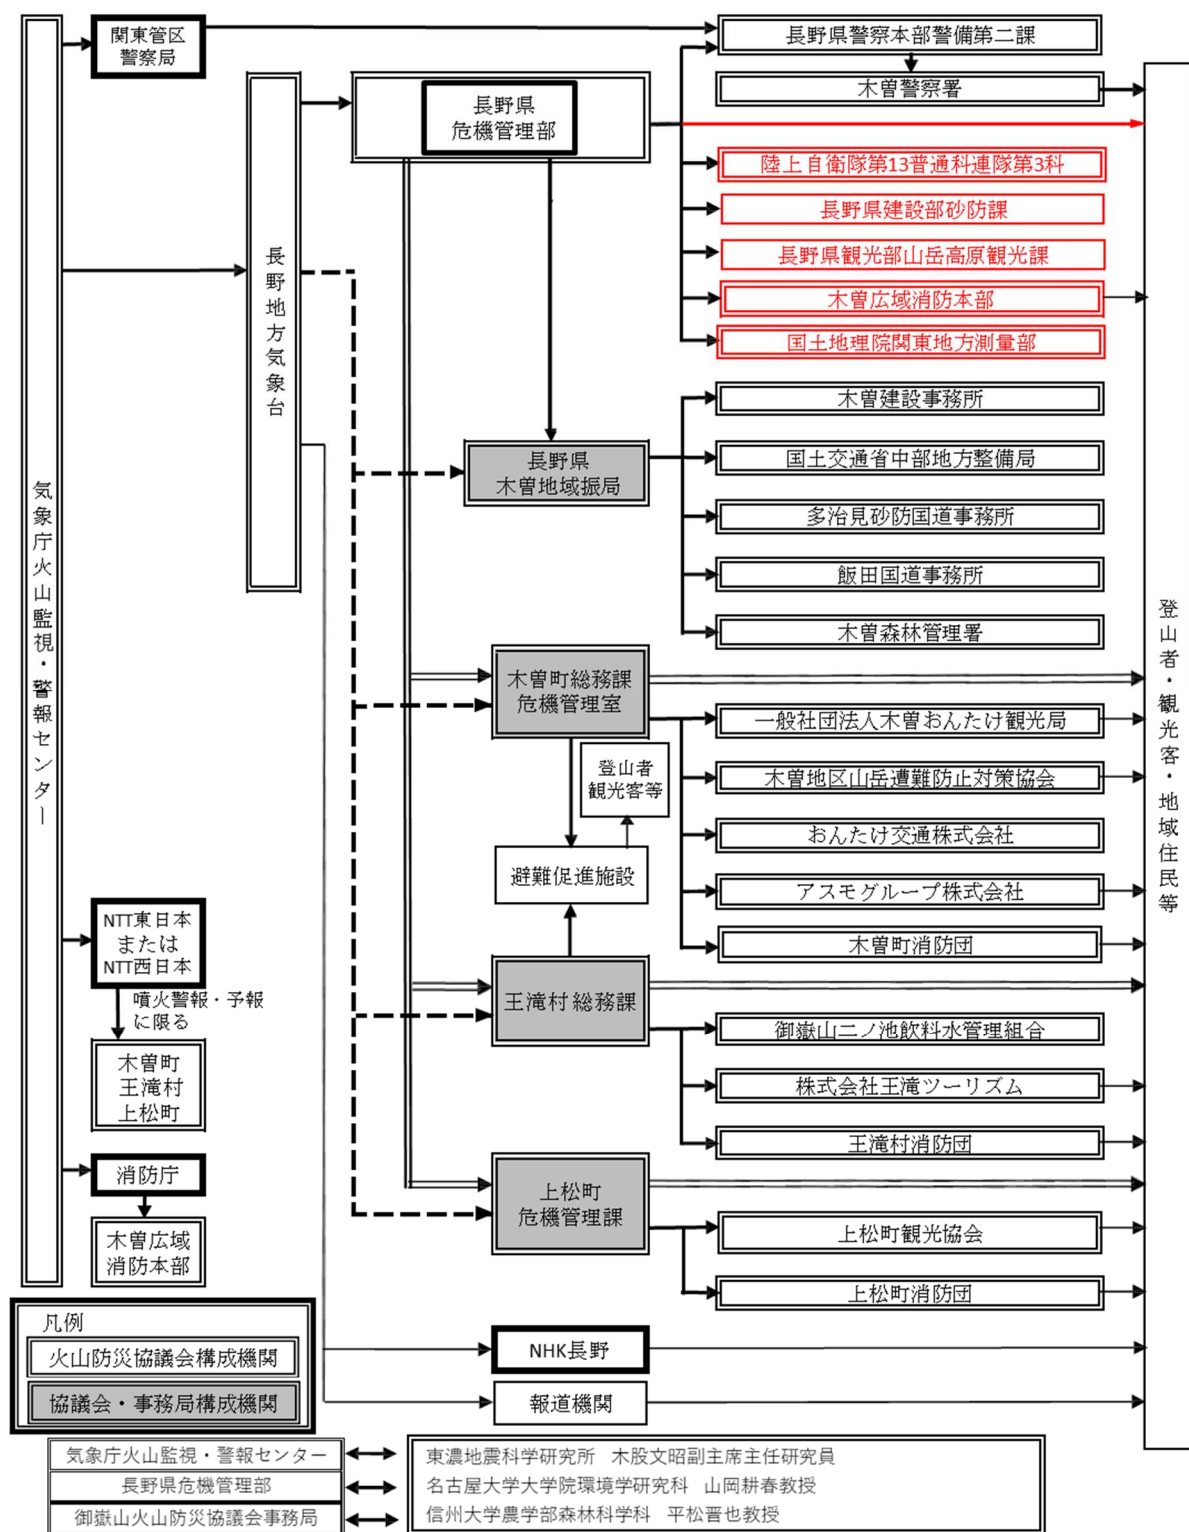 関東管区
警察局
長野県警察本部警備第二課
木曽警察署
長野県
危機管理部
陸上自衛隊第13普通科連隊第3科
長野県建設部砂防課
長野県観光部山岳高原観光課
木曽広域消防本部
国土地理院関東地方測量部
長野地方気象台
気象庁火山監視・警報センター
登山者・観光客・地域住民等
木曽建設事務所
長野県
木曽地域振局
国土交通省中部地方整備局
多治見砂防国道事務所
飯田国道事務所
木曽森林管理署
木曽町総務課
危機管理室
一般社団法人木曽おんたけ観光局
登山者
観光客等
木曽地区山岳遭難防止対策協会
おんたけ交通株式会社
避難促進施設
アスモグループ株式会社
木曽町消防団
NTT東日本
または
NTT西日本
噴火警報・予報
に限る
木曽町
王滝村
上松町
王滝村総務課
御嶽山二ノ池飲料水管理組合
株式会社王滝ツーリズム
王滝村消防団
消防庁
木曽広域
消防本部
上松町
危機管理課
上松町観光協会
上松町消防団
凡例
火山防災協議会構成機関
協議会・事務局構成機関
NHK長野
報道機関
気象庁火山監視・警報センター
長野県危機管理部
御嶽山火山防災協議会事務局
東濃地震科学研究所 木股文昭副主席主任研究員
名古屋大学大学院環境学研究科 山岡耕春教授
信州大学農学部森林科学科 平松晋也教授